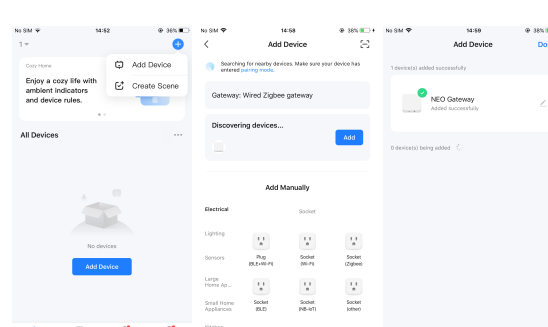 No SIM
14:52
36%
1
Add Device
Create Scene
Cozy Home
Enjoy a cozy life with
ambient indicators
and device rules.
All Devices
No devices
Add Device
No SIM
14:58
38%
Add Device
Searching for nearby devices. Make sure your device has
entered pairing mode.
Gateway: Wired Zigbee gateway
Discovering devices...
Add
Add Manually
Electrical
Socket
Lighting
Sensors
Plug
(BLE+Wi-Fi)
Socket
(Wi-Fi)
Socket
(Zigbee)
Large
Home Ap...
Small Home
Appliances
Socket
(BLE)
Socket
(NB-IoT)
Socket
(other)
No SIM
14:59
38%
Add Device
Do
1 device(s) added successfully
NEO Gateway
Added successfully
0 device(s) being added